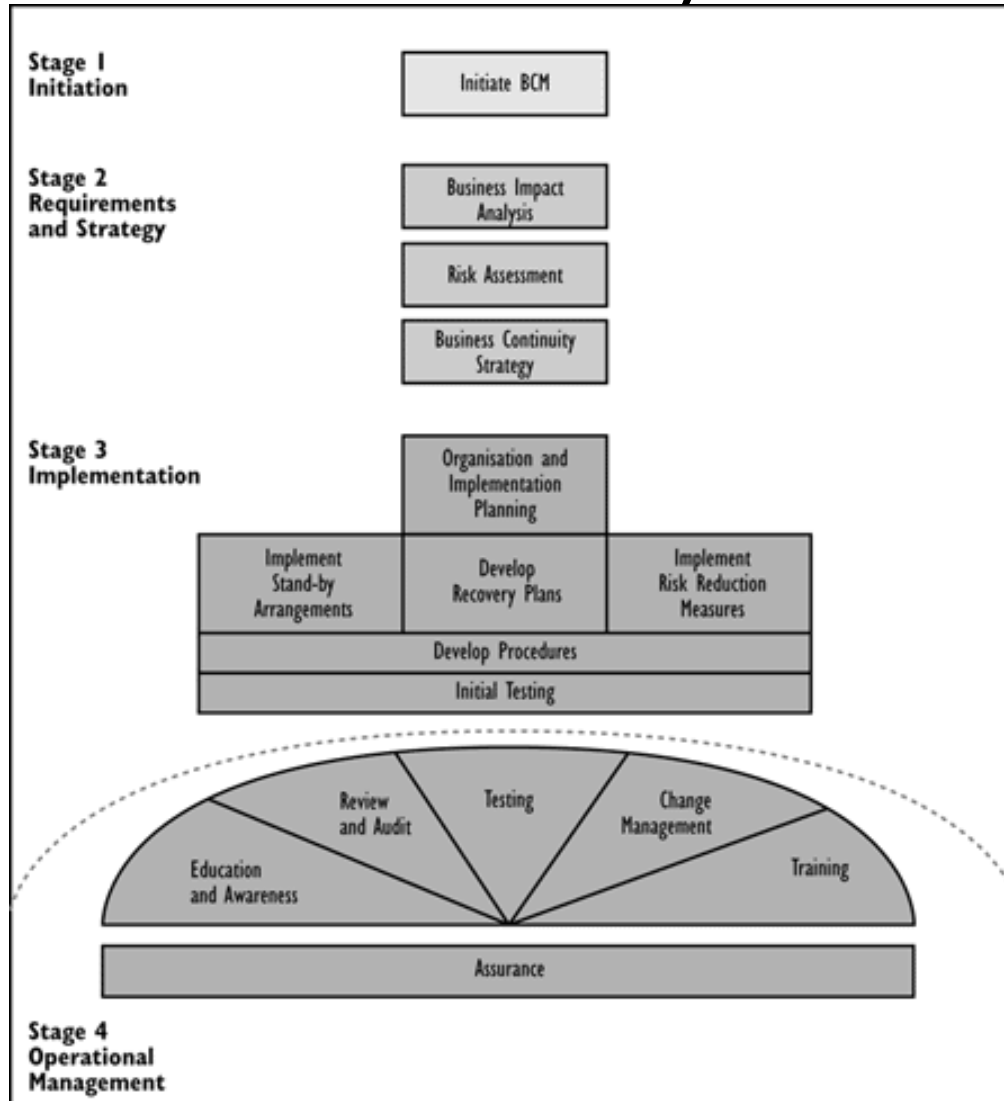 Stage 1
Initiation
Initiate BCM
Stage 2
Requirements
and Strategy
Business Impact
Analysis
Risk Assessment
Business Continuity
Strategy
Stage 3
Implementation
Organisation and
Implementation
Planning
Implement
Stand-by
Arrangements
Develop
Recovery Plans
Implement
Risk Reduction
Measures
Develop Procedures
Initial Testing
Education
and Awareness
Review
and Audit
Testing
Change
Management
Training
Assurance
Stage 4
Operational
Management